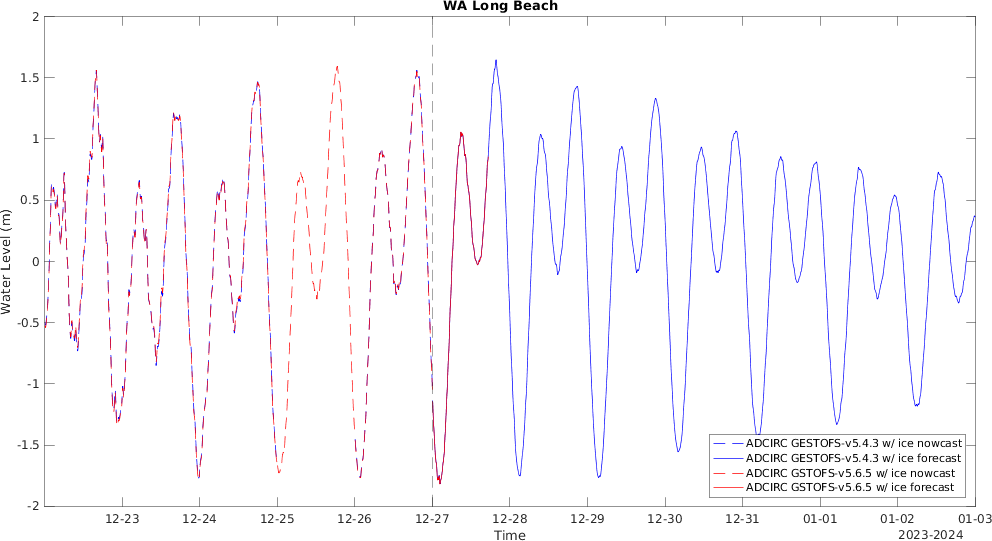 WA Long Beach
2
1.5
1
0.5
0
-0.5
-1
-1.5
-2
Water Level (m)
12-23 12-24 12-25 12-26 12-27 12-28 12-29 12-30 12-31 01-01 01-02 01-03
Time
2023-2024
ADCIRC GESTOFS-v5.4.3 w/ ice nowcast
ADCIRC GESTOFS-v5.4.3 w/ ice forecast
ADCIRC GSTOFS-v5.6.5 w/ ice nowcast
ADCIRC GSTOFS-v5.6.5 w/ ice forecast